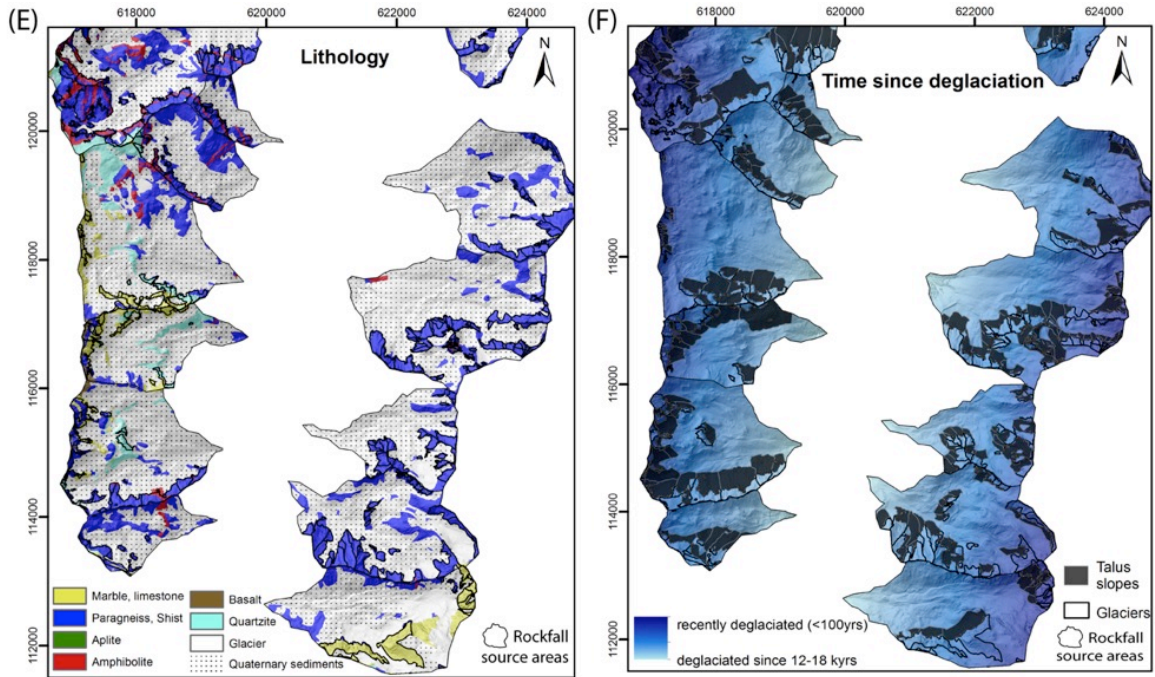 (E)
618000
620000
622000
624000
Lithology
N
120000
118000
116000
114000
112000
Marble, limestone
Paragneiss, Shist
Aplite
Amphibolite
Basalt
Quartzite
Glacier
Quaternary sediments
Rockfall
source areas
(F)
618000
620000
622000
624000
Time since deglaciation
N
120000
118000
116000
114000
112000
recently deglaciated (<100yrs)
deglaciated since 12-18 kyrs
Talus
slopes
Glaciers
Rockfall
source areas